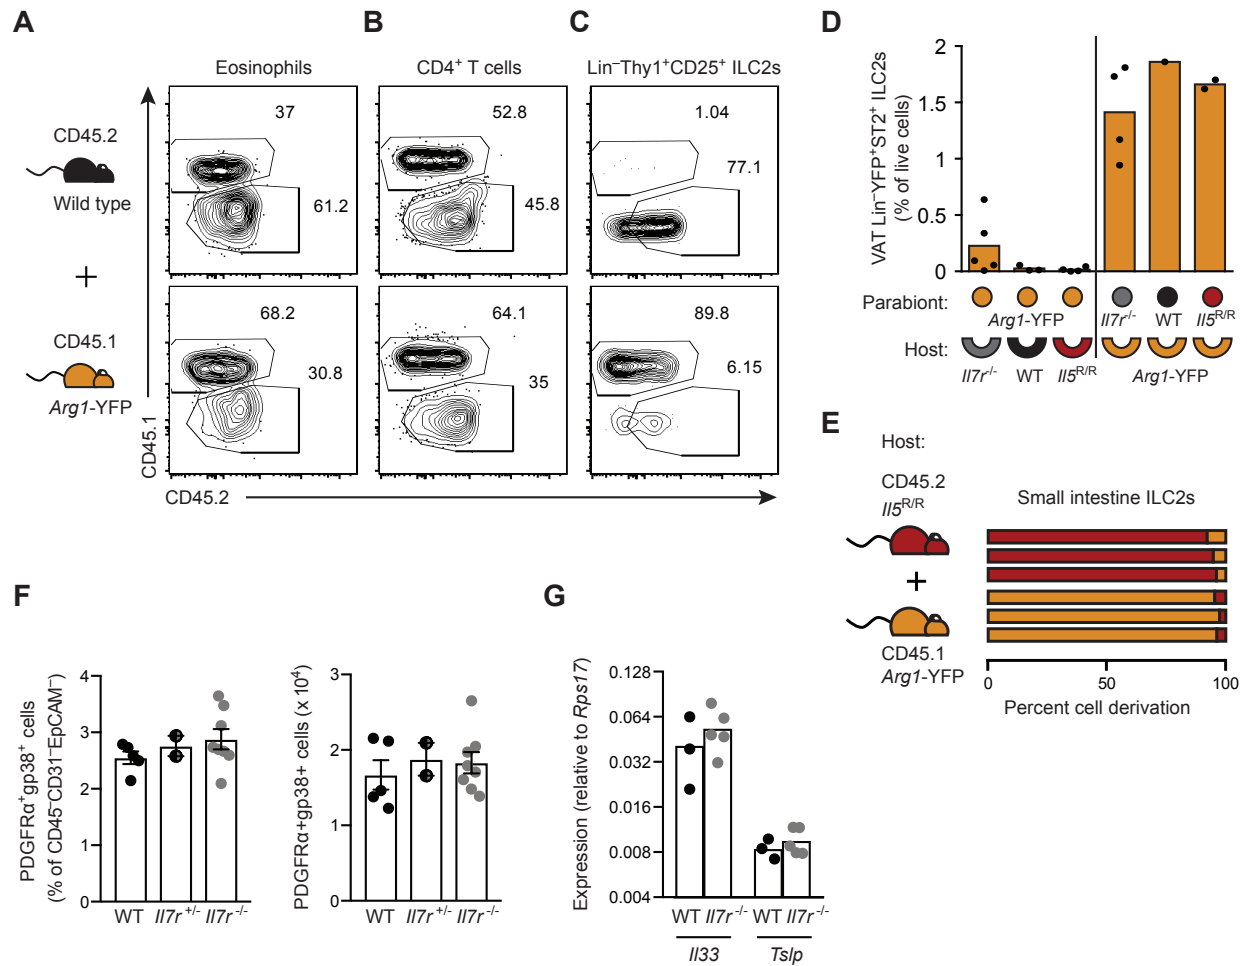 A
B
C
D
Eosinophils
CD4⁺ T cells
Lin⁻Thy1⁺CD25⁺ ILC2s
CD45.2
Wild type
+
CD45.1
Arg1-YFP
37
61.2
52.8
45.8
1.04
77.1
68.2
30.8
64.1
35
89.8
6.15
CD45.1
CD45.2
VAT Lin⁻YFP⁺ST2⁺ ILC2s
(% of live cells)
2
1.5
1
0.5
0
Parabiont:
Arg1-YFP
Il7r⁻/⁻
WT
Il5ᴿ/ᴿ
Host:
Il7r⁻/⁻
WT
Il5ᴿ/ᴿ
Arg1-YFP
E
Host:
CD45.2
Il5ᴿ/ᴿ
+
CD45.1
Arg1-YFP
Small intestine ILC2s
0
50
100
Percent cell derivation
F
PDGFRα⁺gp38⁺ cells
(% of CD45⁻CD31⁻EpCAM⁻)
4
3
2
1
0
WT
Il7r⁺/⁻
Il7r⁻/⁻
PDGFRα+gp38+ cells (x 10⁴)
3
2
1
0
WT
Il7r⁺/⁻
Il7r⁻/⁻
G
Expression (relative to Rps17)
0.128
0.064
0.032
0.016
0.008
0.004
WT Il7r⁻/⁻ WT Il7r⁻/⁻
Il33
Tslp